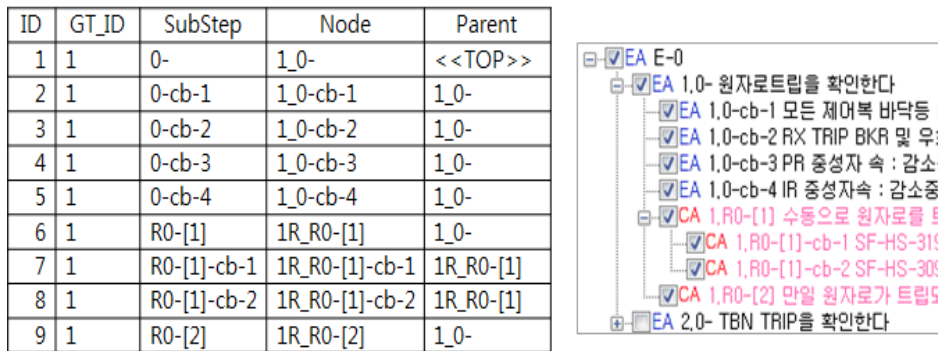 ID GT_ID SubStep Node Parent
1 1 0- 1_0- <<TOP>>
2 1 0-cb-1 1_0-cb-1 1_0-
3 1 0-cb-2 1_0-cb-2 1_0-
4 1 0-cb-3 1_0-cb-3 1_0-
5 1 0-cb-4 1_0-cb-4 1_0-
6 1 R0-[1] 1R_R0-[1] 1_0-
7 1 R0-[1]-cb-1 1R_R0-[1]-cb-1 1R_R0-[1]
8 1 R0-[1]-cb-2 1R_R0-[1]-cb-2 1R_R0-[1]
9 1 R0-[2] 1R_R0-[2] 1_0-
EA E-0
EA 1,0- 원자로트립을 확인한다
EA 1,0-cb-1 모든 제어복 바닥등
EA 1,0-cb-2 RX TRIP BKR 및
EA 1,0-cb-3 PR 중성자 속 : 감소
EA 1,0-cb-4 IR 중성자속 : 감소중
CA 1,R0-[1] 수동으로 원자로를
CA 1,R0-[1]-cb-1 SF-HS-319
CA 1,R0-[1]-cb-2 SF-HS-309
CA 1,R0-[2] 만일 원자로가
EA 2,0- TBN TRIP을 확인한다